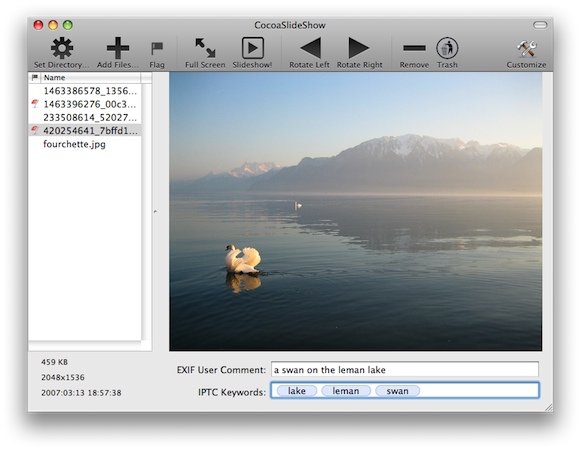 CocoaSlideShow
Set Directory... Add Files... Flag Full Screen Slideshow! Rotate Left Rotate Right Remove Trash Customize
Name
1463386578_1356...
1463396276_00c3...
233508614_52027...
420254641_7bffd1...
fourchette.jpg
459 KB
2048x1536
2007:03:13 18:57:38
EXIF User Comment: a swan on the leman lake
IPTC Keywords: lake leman swan